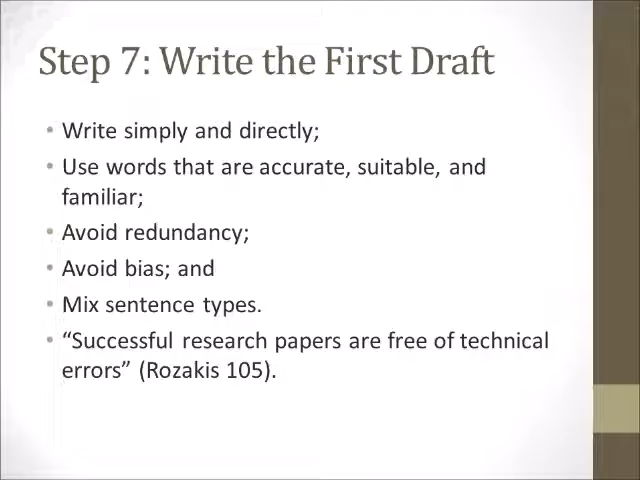 Step 7: Write the First Draft
• Write simply and directly;
• Use words that are accurate, suitable, and
familiar;
• Avoid redundancy;
• Avoid bias; and
• Mix sentence types.
• “Successful research papers are free of technical
errors” (Rozakis 105).